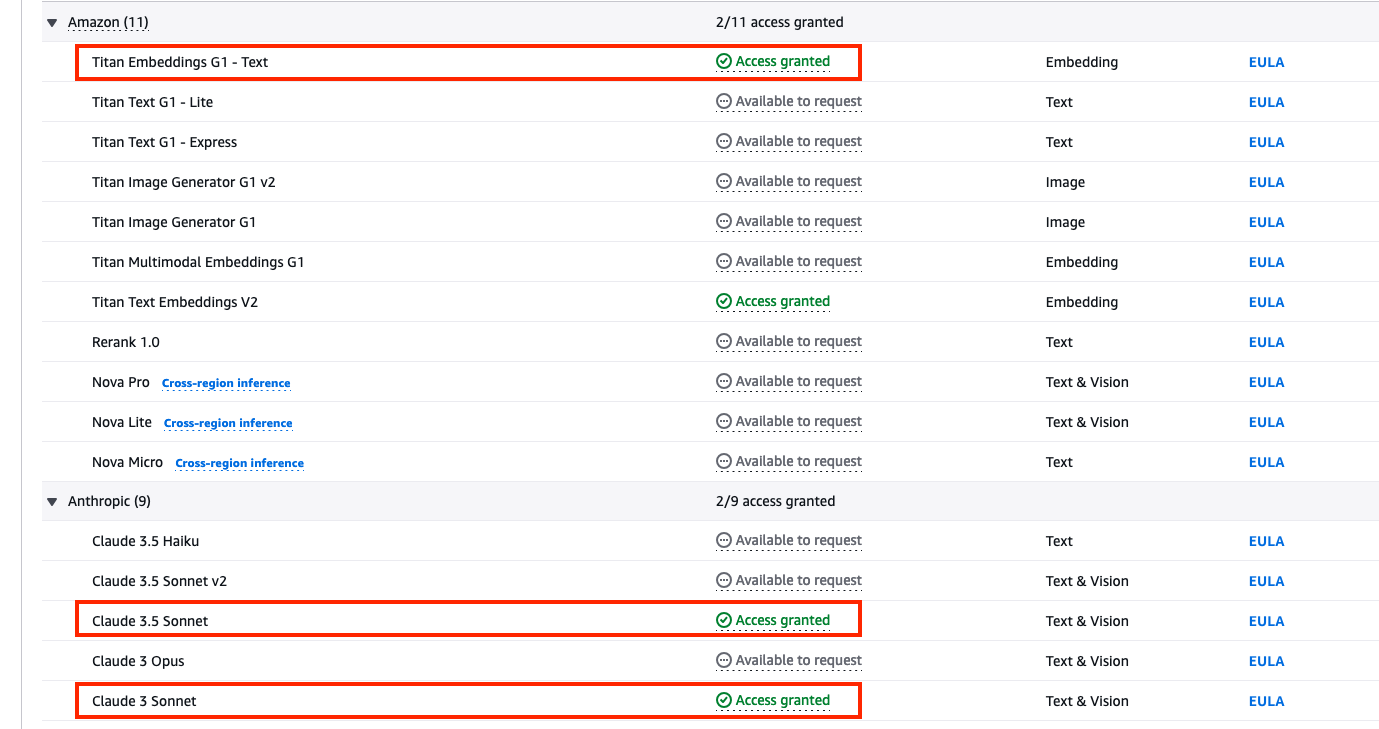 Amazon (11) 2/11 access granted
Titan Embeddings G1 - Text Access granted Embedding EULA
Titan Text G1 - Lite Available to request Text EULA
Titan Text G1 - Express Available to request Text EULA
Titan Image Generator G1 v2 Available to request Image EULA
Titan Image Generator G1 Available to request Image EULA
Titan Multimodal Embeddings G1 Available to request Embedding EULA
Titan Text Embeddings V2 Access granted Embedding EULA
Rerank 1.0 Available to request Text EULA
Nova Pro Cross-region inference Available to request Text & Vision EULA
Nova Lite Cross-region inference Available to request Text & Vision EULA
Nova Micro Cross-region inference Available to request Text EULA
Anthropic (9) 2/9 access granted
Claude 3.5 Haiku Available to request Text EULA
Claude 3.5 Sonnet v2 Available to request Text & Vision EULA
Claude 3.5 Sonnet Access granted Text & Vision EULA
Claude 3 Opus Available to request Text & Vision EULA
Claude 3 Sonnet Access granted Text & Vision EULA